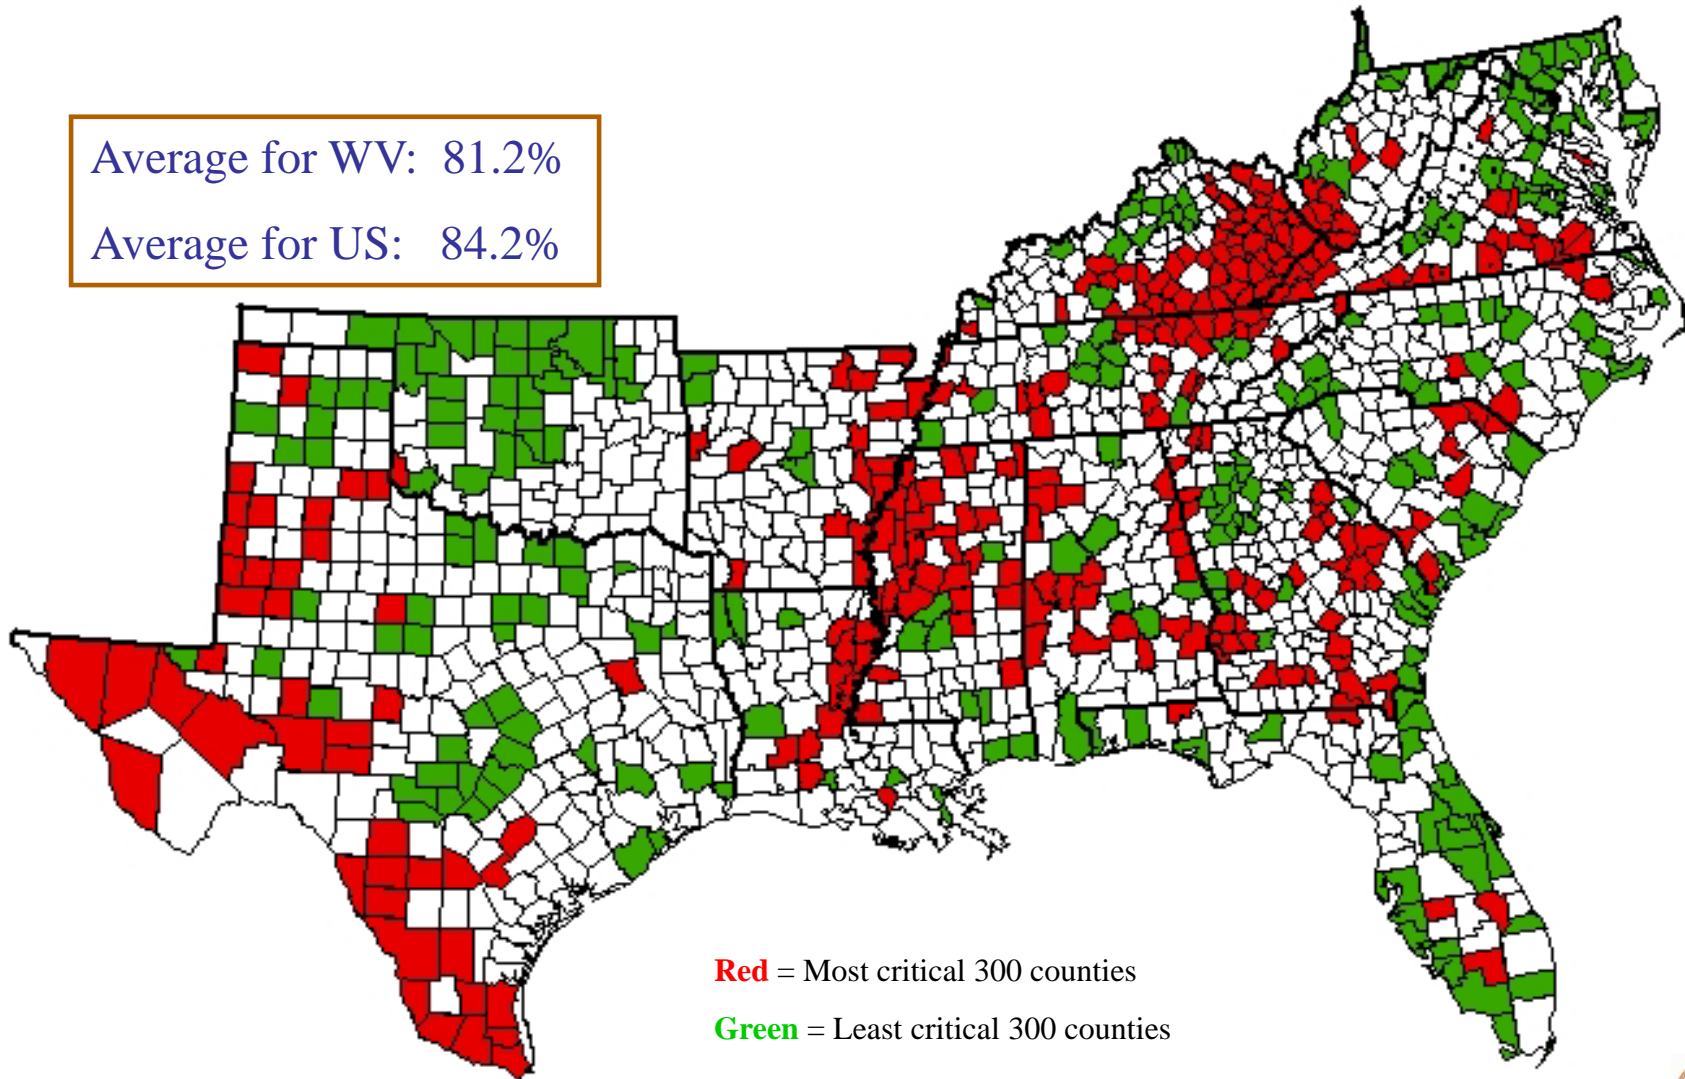 Average for WV: 81.2%
Average for US: 84.2%
Red = Most critical 300 counties
Green = Least critical 300 counties